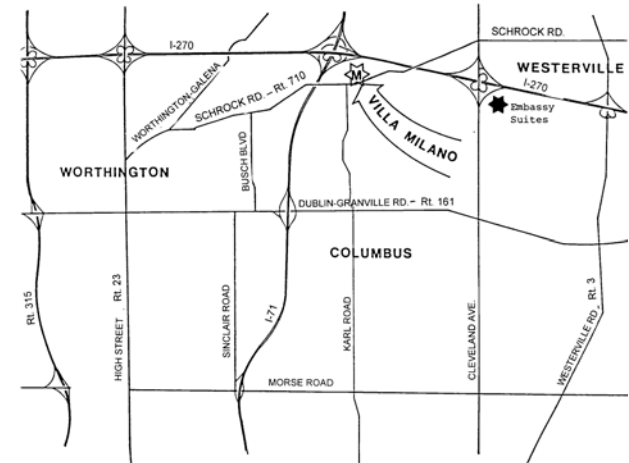 SCHROCK RD.
I-270
WESTERVILLE
I-270
M
WORTHINGTON-GALENA
SCHROCK RD. - Rt. 710
VILLA MILANO
Embassy
Suites
BUSCH BLVD
WORTHINGTON
DUBLIN-GRANVILLE RD.- Rt. 161
COLUMBUS
Rt. 315
HIGH STREET Rt. 23
SINCLAIR ROAD
I-71
KARL ROAD
CLEVELAND AVE.
WESTERVILLE RD, Rt. 3
MORSE ROAD